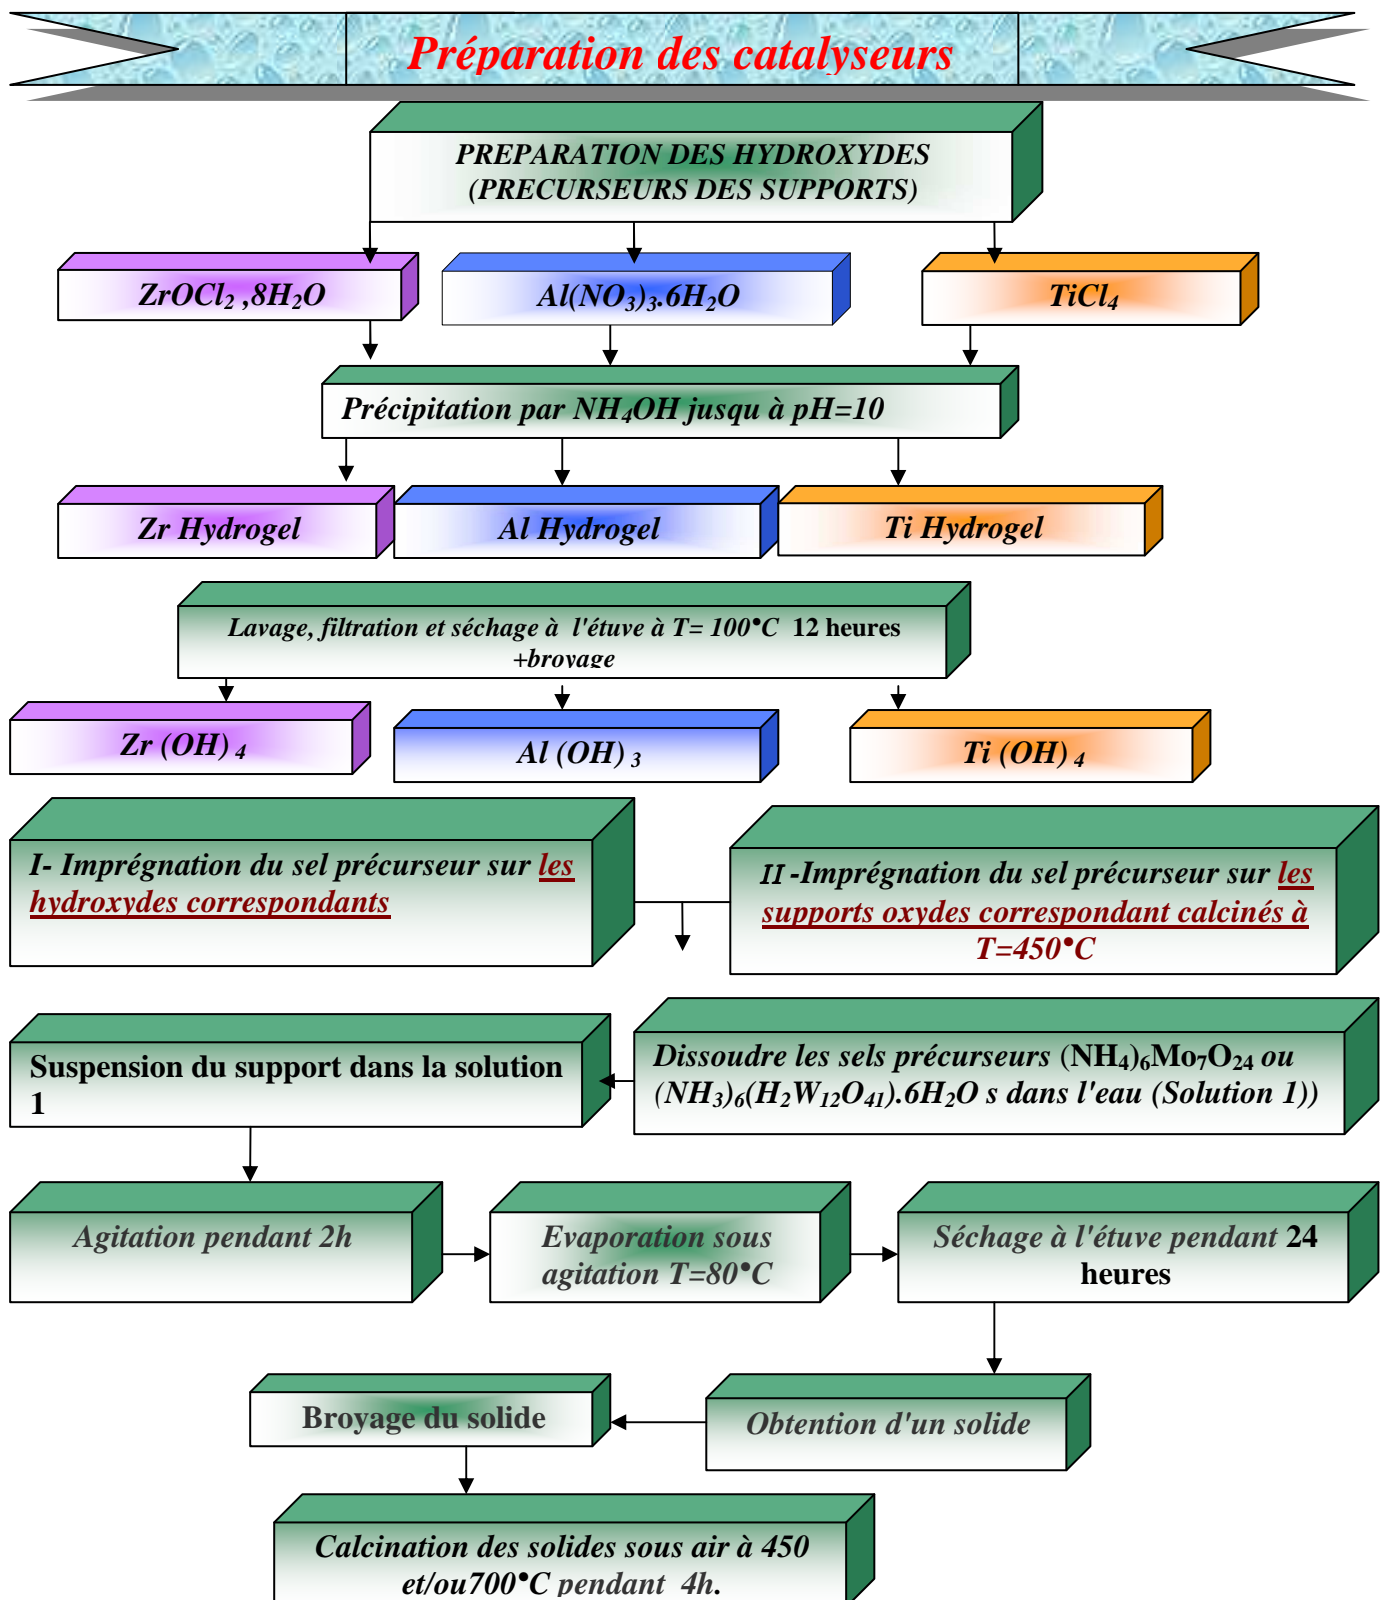 Préparation des catalyseurs
PREPARATION DES HYDROXYDES
(PRECURSEURS DES SUPPORTS)
ZrOCl₂ ,8H₂O
Al(NO₃)₃.6H₂O
TiCl₄
Précipitation par NH₄OH jusqu à pH=10
Zr Hydrogel
Al Hydrogel
Ti Hydrogel
Lavage, filtration et séchage à l'étuve à T= 100°C 12 heures
+broyage
Zr (OH) ₄
Al (OH) ₃
Ti (OH) ₄
I- Imprégnation du sel précurseur sur les
hydroxydes correspondants
II -Imprégnation du sel précurseur sur les
supports oxydes correspondant calcinés à
T=450°C
Suspension du support dans la solution
1
Dissoudre les sels précurseurs (NH₄)₆Mo₇O₂₄ ou
(NH₃)₆(H₂W₁₂O₄₁).6H₂O s dans l'eau (Solution 1))
Agitation pendant 2h
Evaporation sous
agitation T=80°C
Séchage à l'étuve pendant 24
heures
Broyage du solide
Obtention d'un solide
Calcination des solides sous air à 450
et/ou700°C pendant 4h.